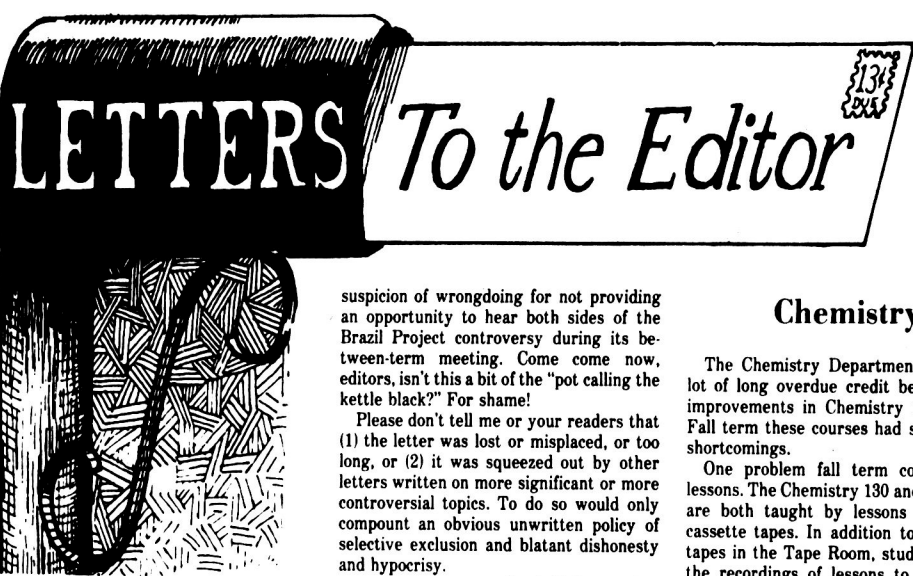 LETTERS To the Editor
13¢
DUE
suspicion of wrongdoing for not providing
an opportunity to hear both sides of the
Brazil Project controversy during its be-
tween-term meeting. Come come now,
editors, isn't this a bit of the "pot calling the
kettle black?" For shame!
Please don't tell me or your readers that
(1) the letter was lost or misplaced, or too
long, or (2) it was squeezed out by other
letters written on more significant or more
controversial topics. To do so would only
compound an obvious unwritten policy of
selective exclusion and blatant dishonesty
and hypocrisy.
Chemistry
The Chemistry Departmen
lot of long overdue credit be
improvements in Chemistry
Fall term these courses had s
shortcomings.
One problem fall term co
lessons. The Chemistry 130 and
are both taught by lessons
cassette tapes. In addition to
tapes in the Tape Room, stud
the recordings of lessons to